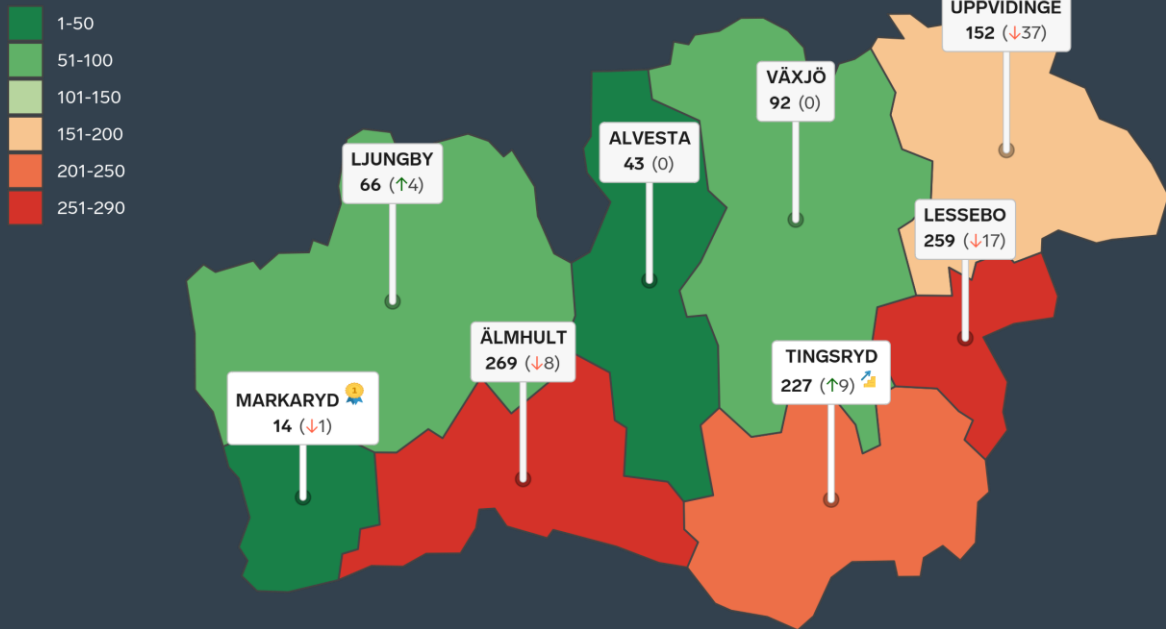 1-50
51-100
101-150
151-200
201-250
251-290
UPPVIDINGE
152 (↓37)
VÄXJÖ
92 (0)
ALVESTA
43 (0)
LJUNGBY
66 (↑4)
LESSEBO
259 (↓17)
ÄLMHULT
269 (↓8)
TINGSRYD
227 (↑9)
MARKARYD 1
14 (↓1)